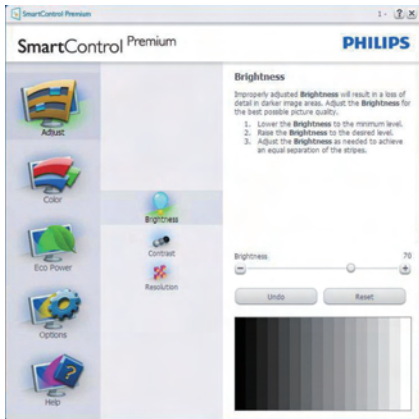 SmartControl Premium
1 -
? X
SmartControl Premium
PHILIPS
Adjust
Color
Eco Power
Options
Help
Brightness
Contrast
Resolution
Brightness
Improperly adjusted Brightness will result in a loss of
detail in darker image areas. Adjust the Brightness for
the best possible picture quality.
1. Lower the Brightness to the minimum level.
2. Raise the Brightness to the desired level.
3. Adjust the Brightness as needed to achieve
an equal separation of the stripes.
Brightness 70
Undo
Reset